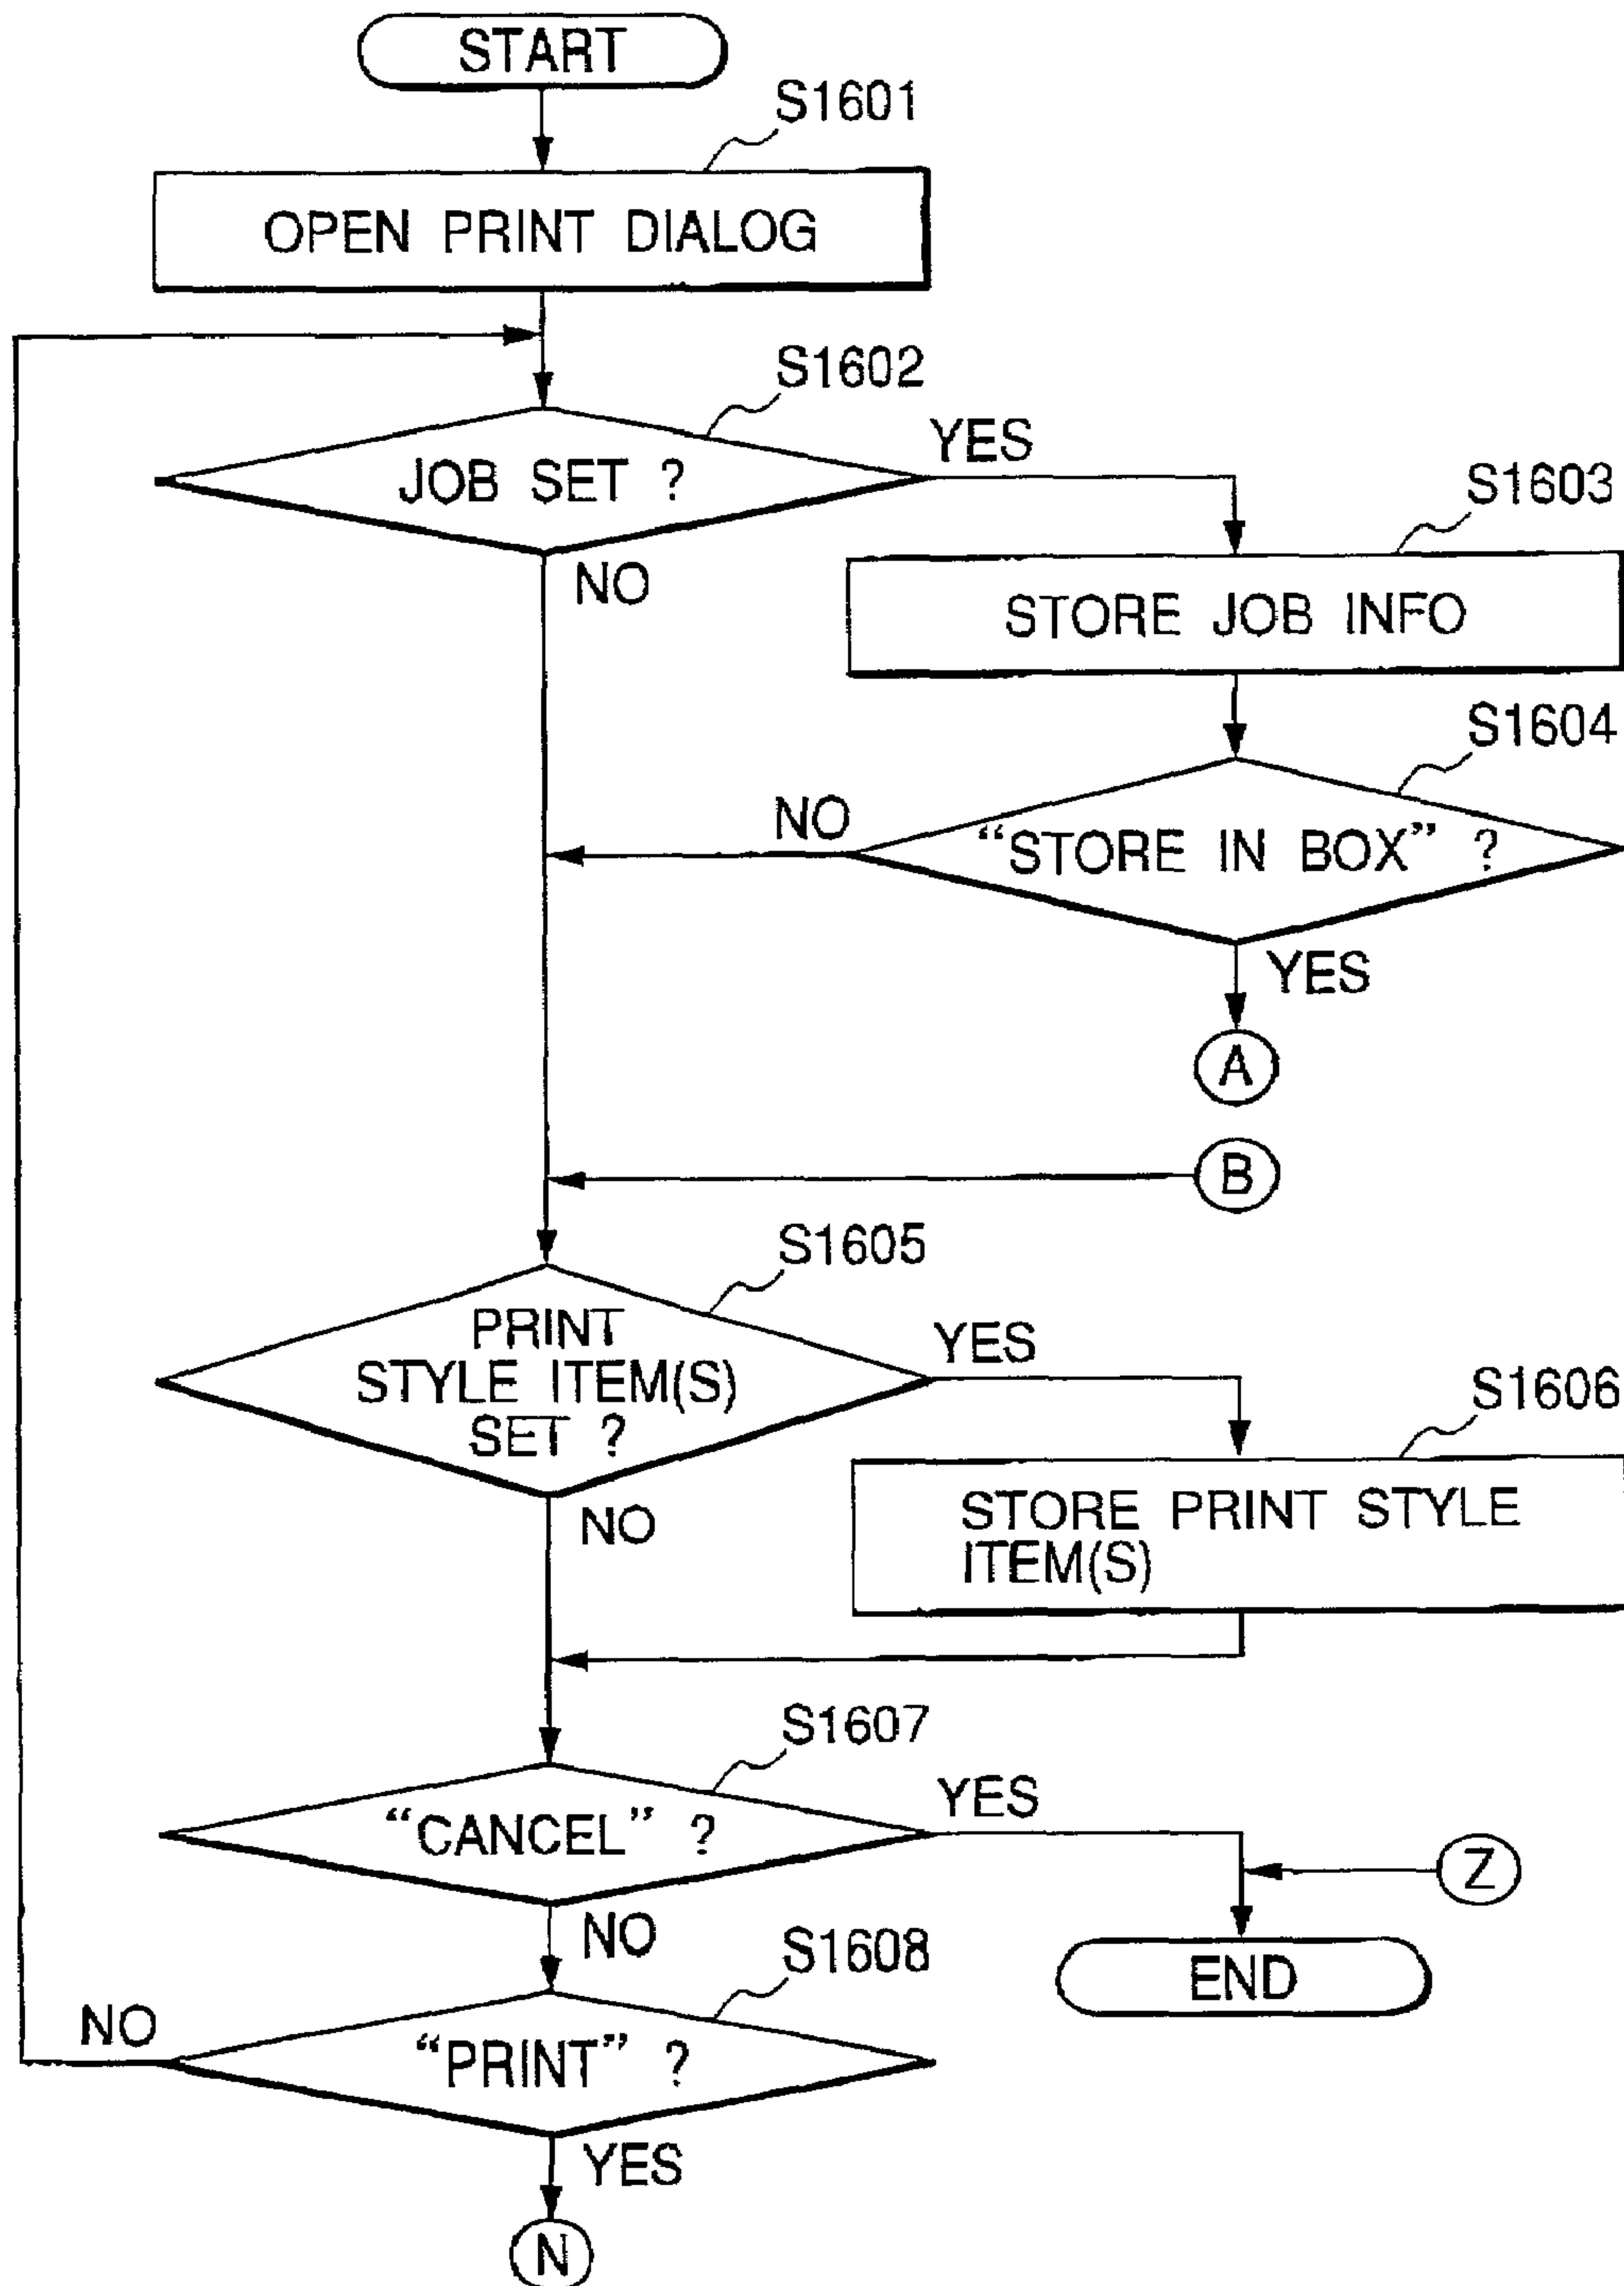 START
S1601
OPEN PRINT DIALOG
S1602
JOB SET ?
YES
NO
S1603
STORE JOB INFO
S1604
NO
“STORE IN BOX” ?
YES
A
B
S1605
PRINT
STYLE ITEM(S)
SET ?
YES
NO
S1606
STORE PRINT STYLE
ITEM(S)
S1607
“CANCEL” ?
YES
NO
Z
END
S1608
NO
“PRINT” ?
YES
N